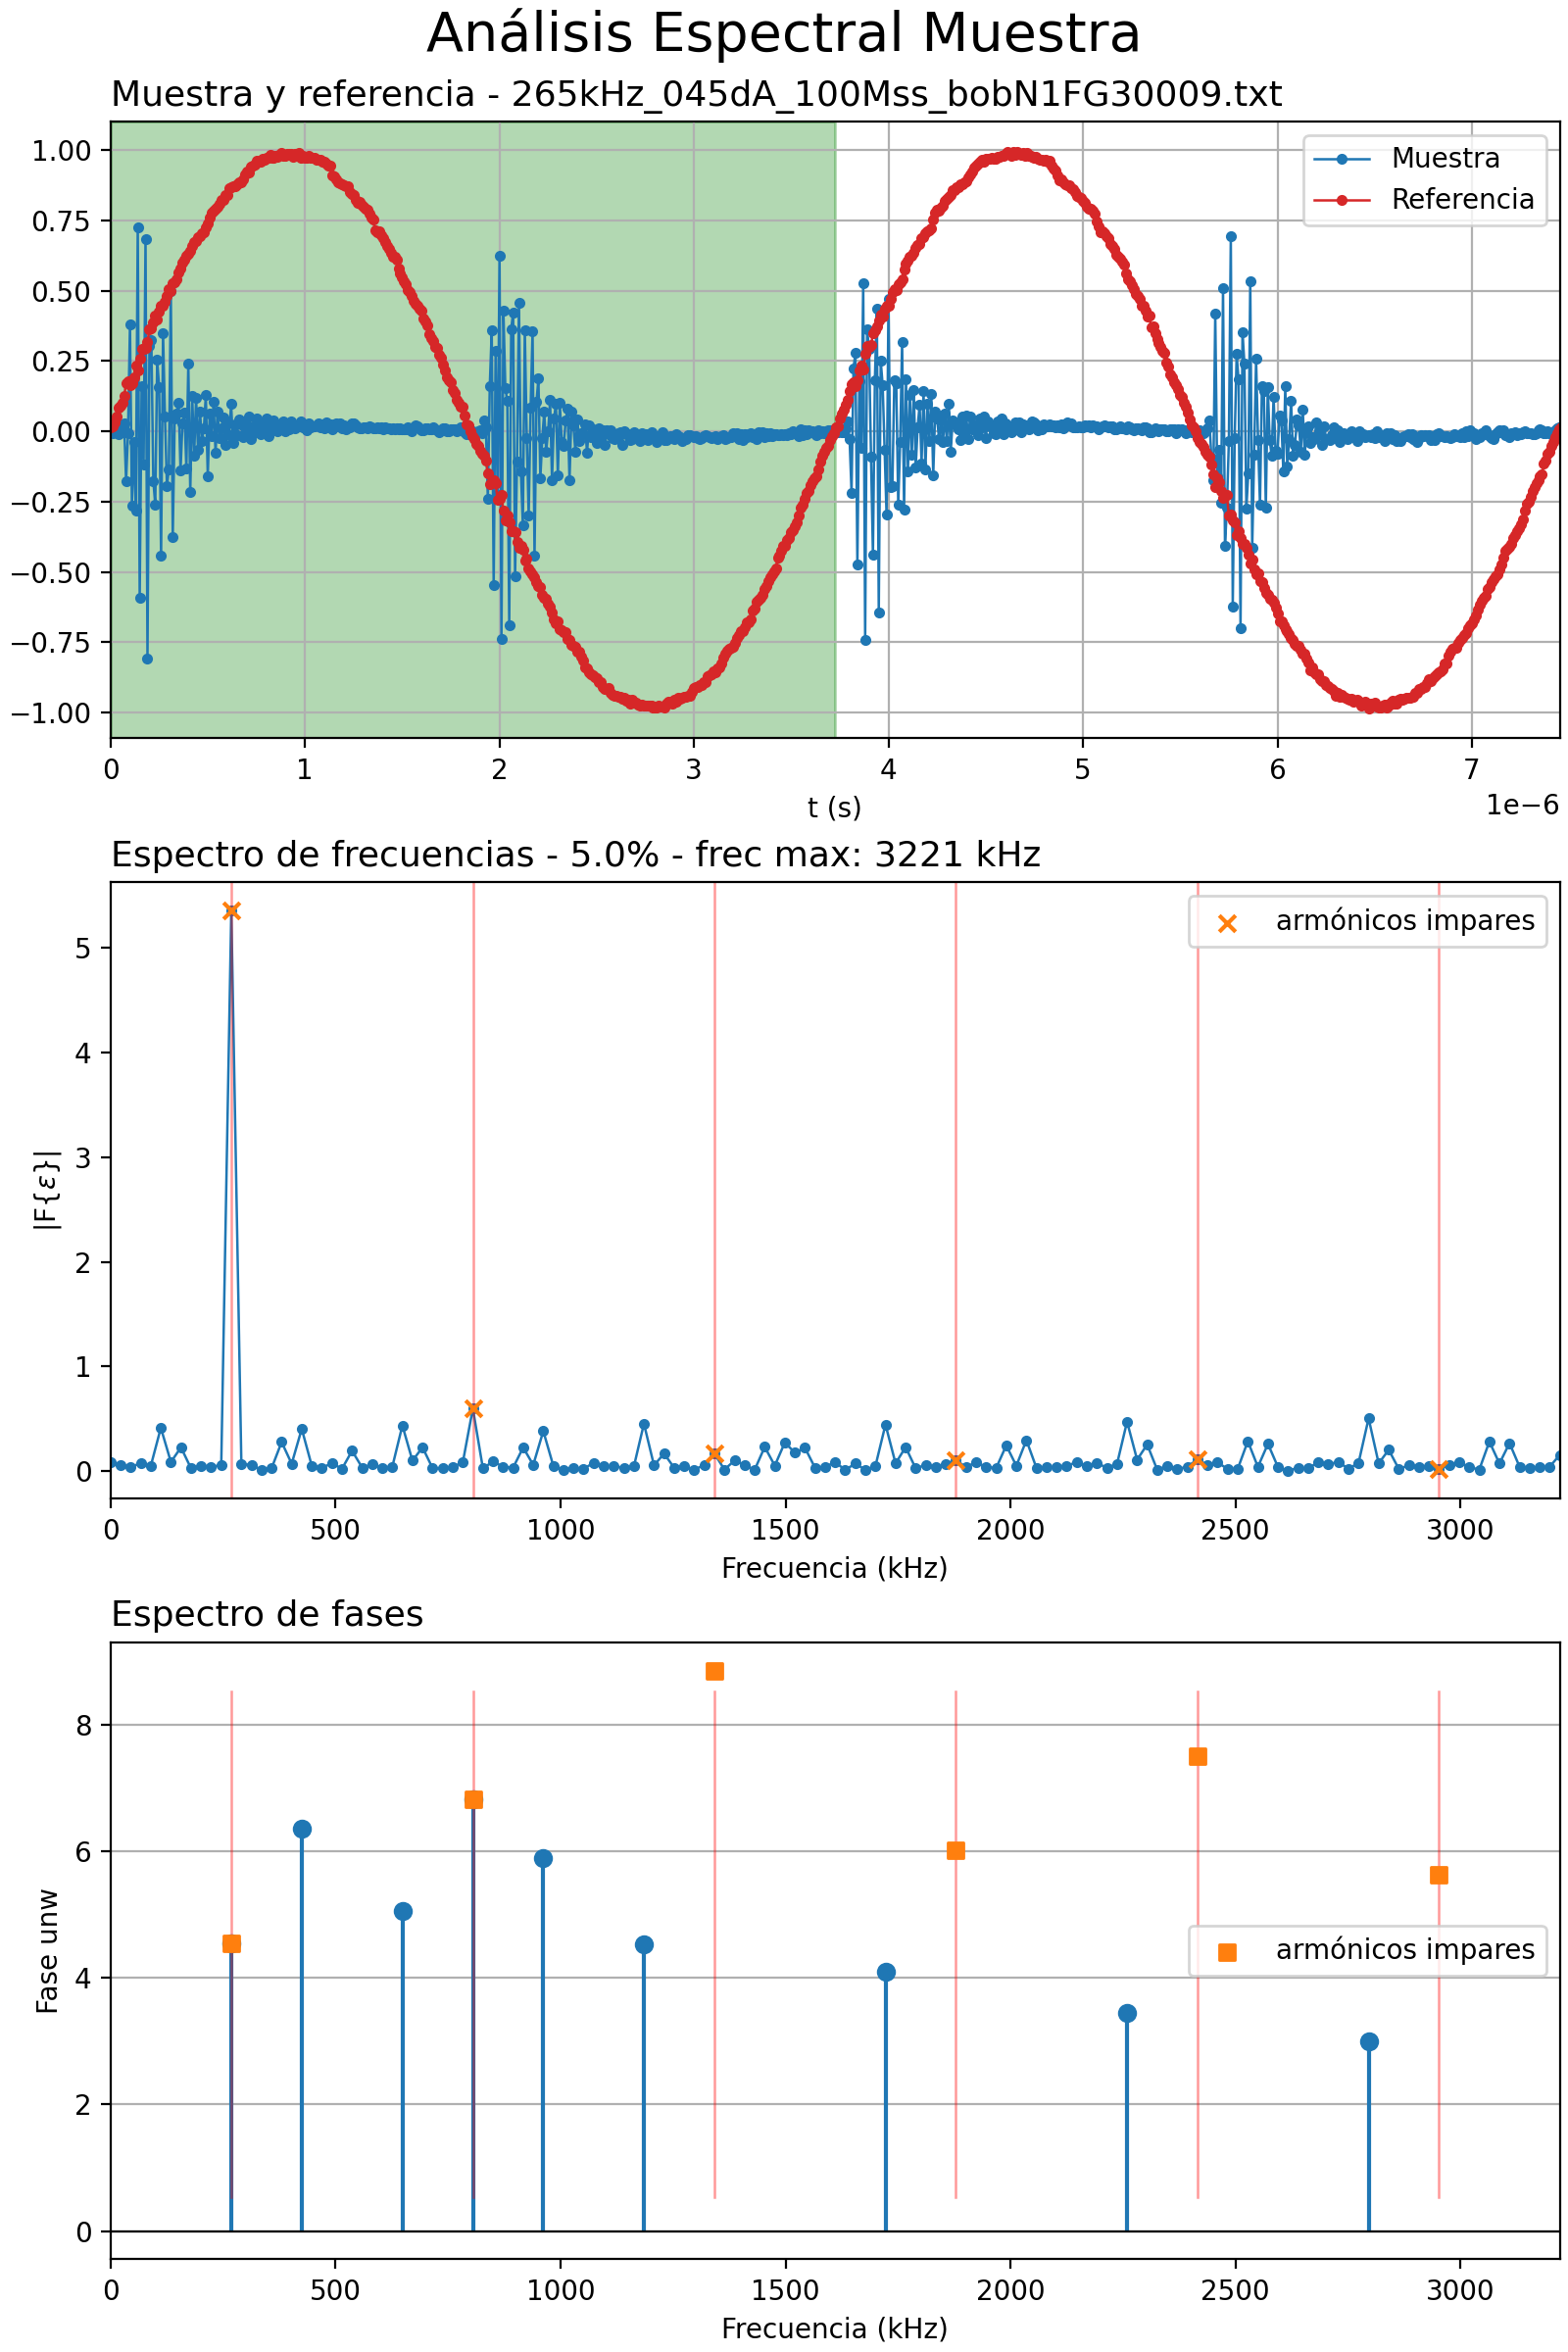 Análisis Espectral Muestra
Muestra y referencia - 265kHz_045dA_100Mss_bobN1FG30009.txt
1.00
0.75
0.50
0.25
0.00
−0.25
−0.50
−0.75
−1.00
Muestra
Referencia
0 1 2 3 4 5 6 7
t (s)
1e−6
Espectro de frecuencias - 5.0% - frec max: 3221 kHz
armónicos impares
5
4
3
2
1
0
|F{ε}|
0 500 1000 1500 2000 2500 3000
Frecuencia (kHz)
Espectro de fases
8
6
4
2
0
Fase unw
armónicos impares
0 500 1000 1500 2000 2500 3000
Frecuencia (kHz)